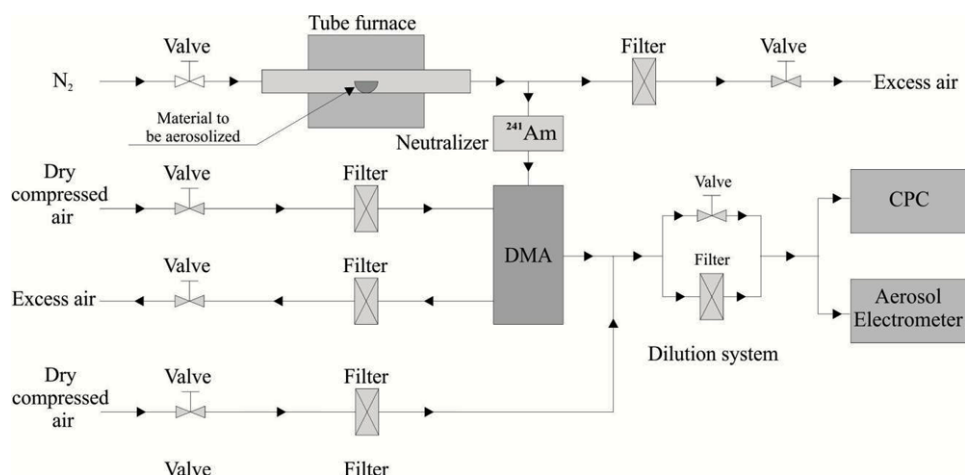 Tube furnace
Valve
Filter
Valve
N₂
Excess air
Material to
be aerosolized
²⁴¹Am
Neutralizer
Dry
compressed
air
Valve
Filter
Valve
CPC
DMA
Filter
Valve
Filter
Excess air
Aerosol
Electrometer
Dilution system
Dry
compressed
air
Valve
Filter
Valve
Filter